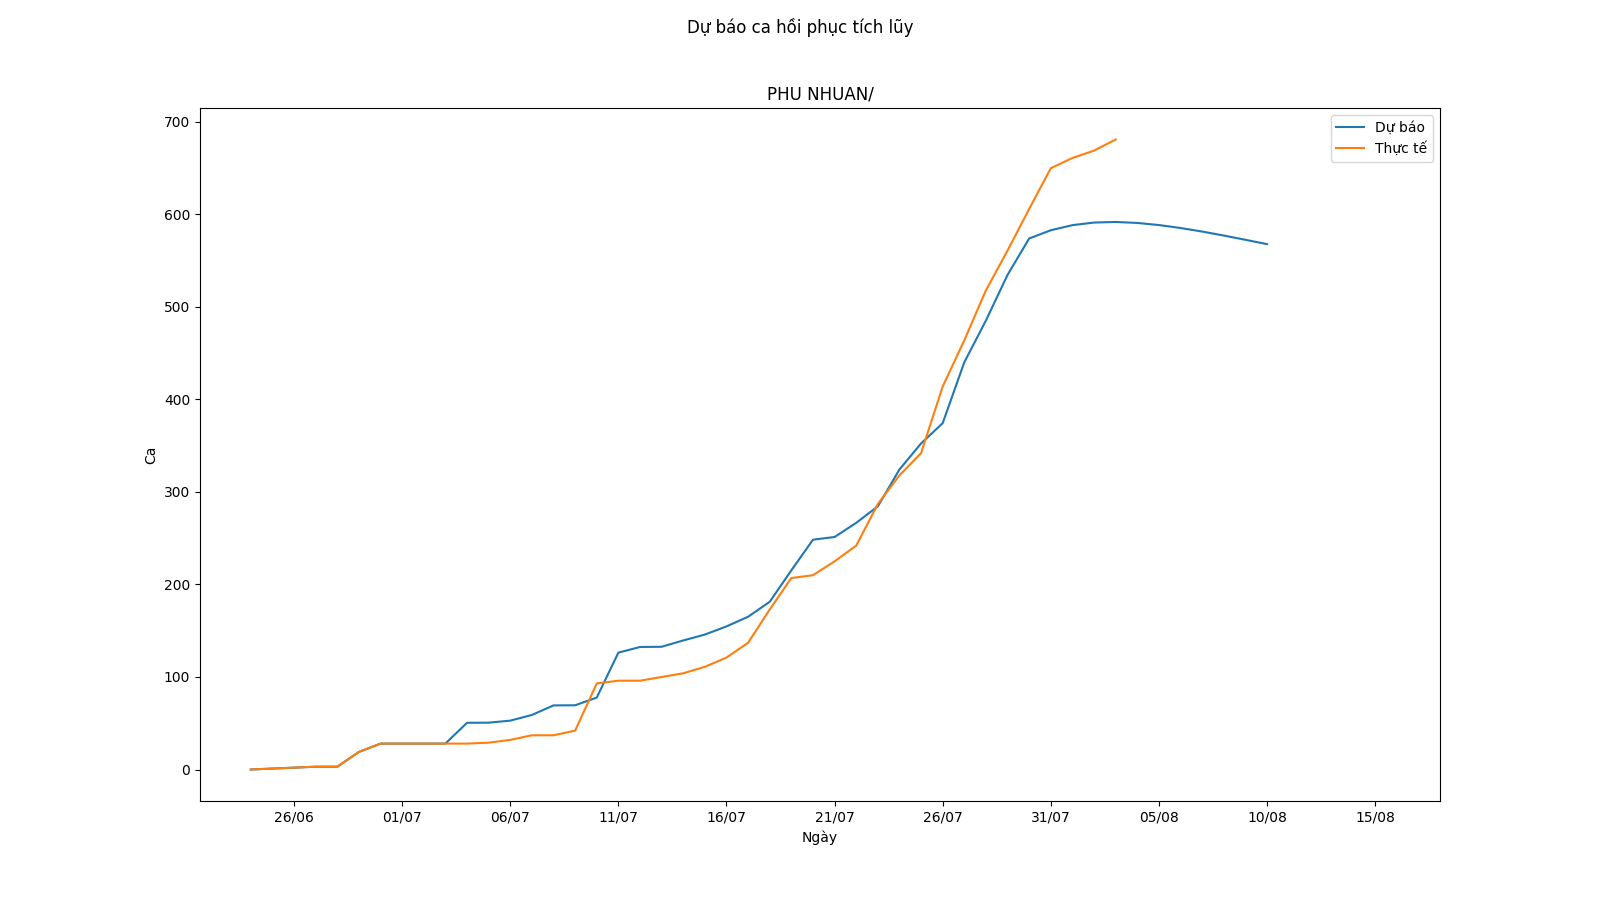 Dự báo ca hồi phục tích lũy
PHU NHUAN/
Dự báo
Thực tế
700
600
500
400
300
200
100
0
Ca
26/06 01/07 06/07 11/07 16/07 21/07 26/07 31/07 05/08 10/08 15/08
Ngày